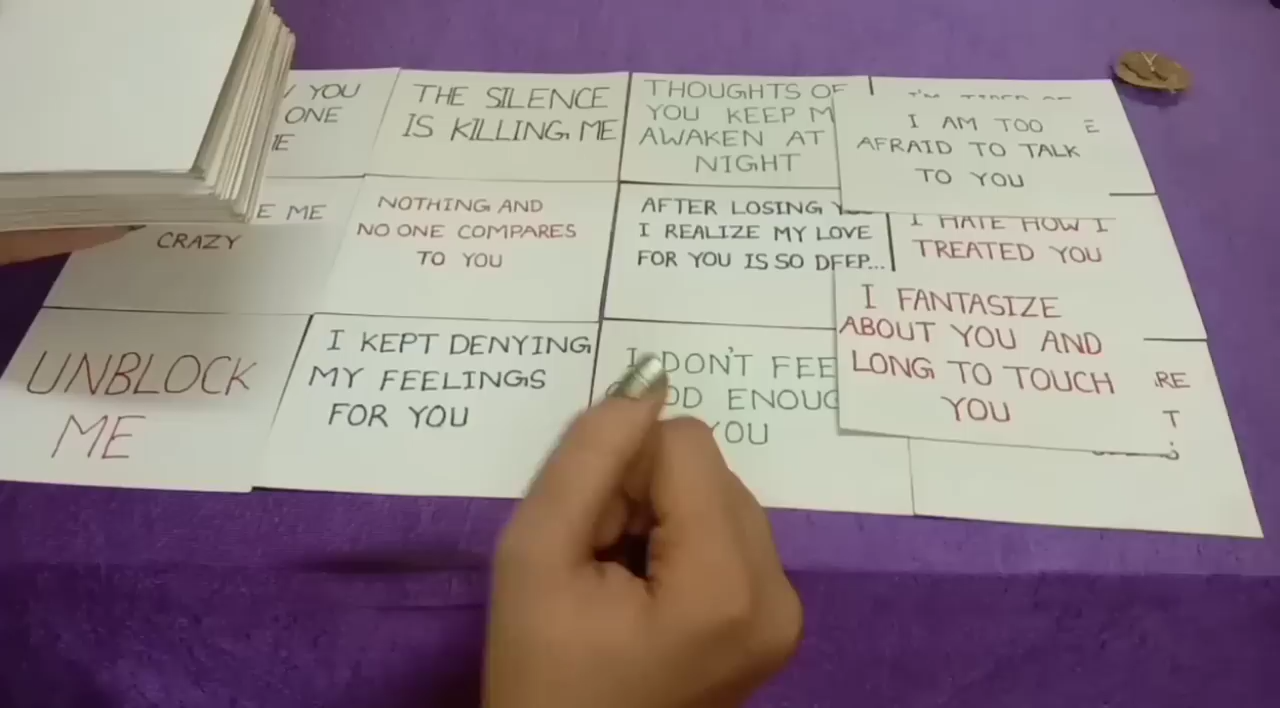 YOU
ONE
THE SILENCE
IS KILLING ME
THOUGHTS OF
YOU KEEP
AWAKEN AT
NIGHT
I AM TOO
AFRAID TO TALK
TO YOU
E ME
CRAZY
NOTHING AND
NO ONE COMPARES
TO YOU
AFTER LOSING
I REALIZE MY LOVE
FOR YOU IS SO DEEP...
I HATE HOW I
TREATED YOU
UNBLOCK
ME
I KEPT DENYING
MY FEELINGS
FOR YOU
I DON'T FEE
ENOUG
YOU
I FANTASIZE
ABOUT YOU AND
LONG TO TOUCH
YOU
RE
T